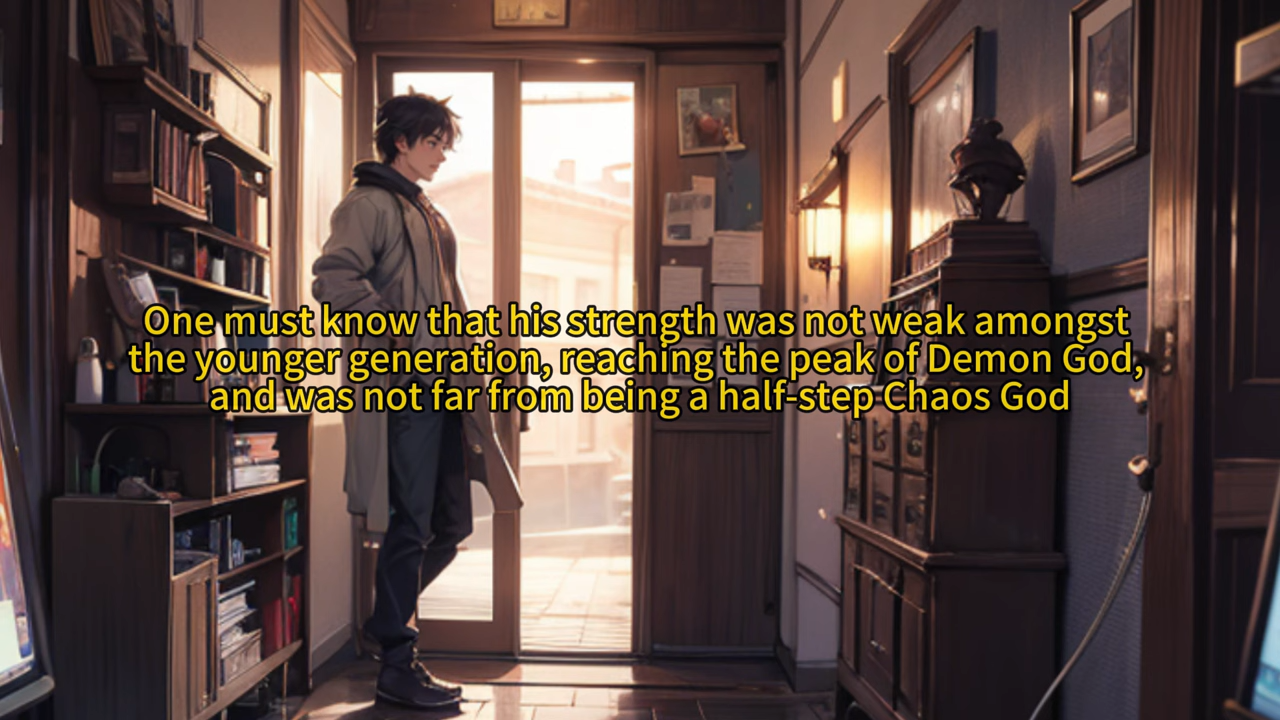 One must know that his strength was not weak amongst
the younger generation, reaching the peak of Demon God,
and was not far from being a half-step Chaos God